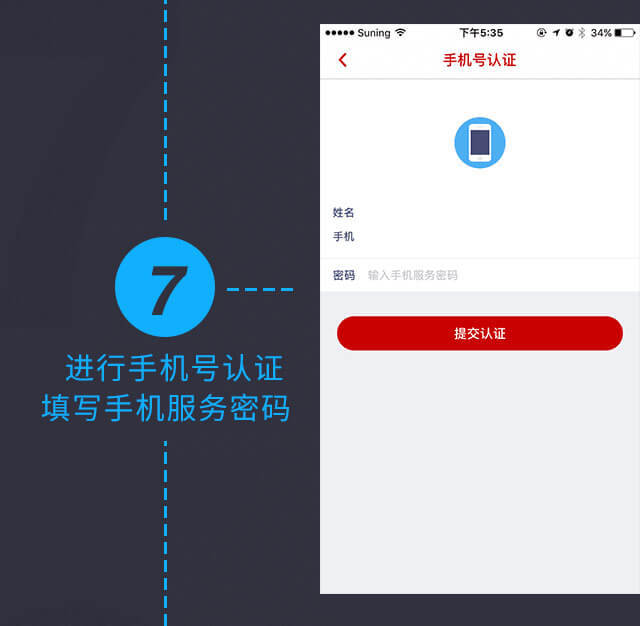 Suning 下午5:35 34%
手机号认证
姓名
手机
密码 输入手机服务密码
提交认证
7
进行手机号认证
填写手机服务密码